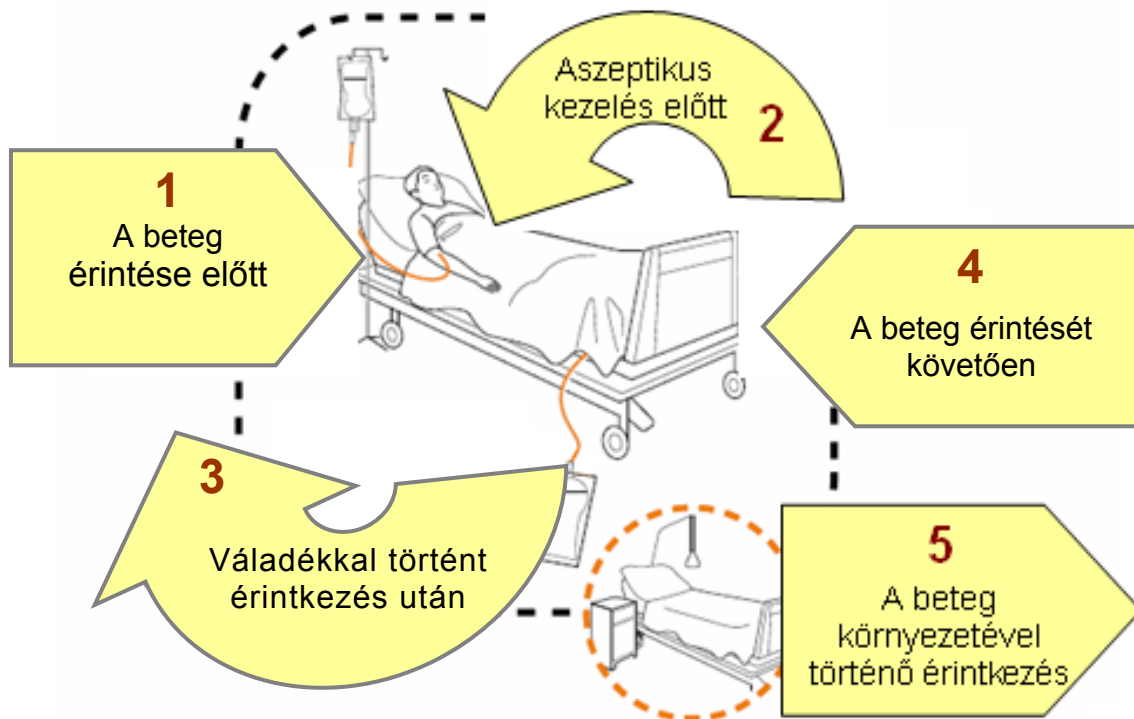 1
A beteg
érintése előtt
Aszeptikus
kezelés előtt
2
3
Váladékkal történt
érintkezés után
4
A beteg érintését
követően
5
A beteg
környezetével
történő érintkezés